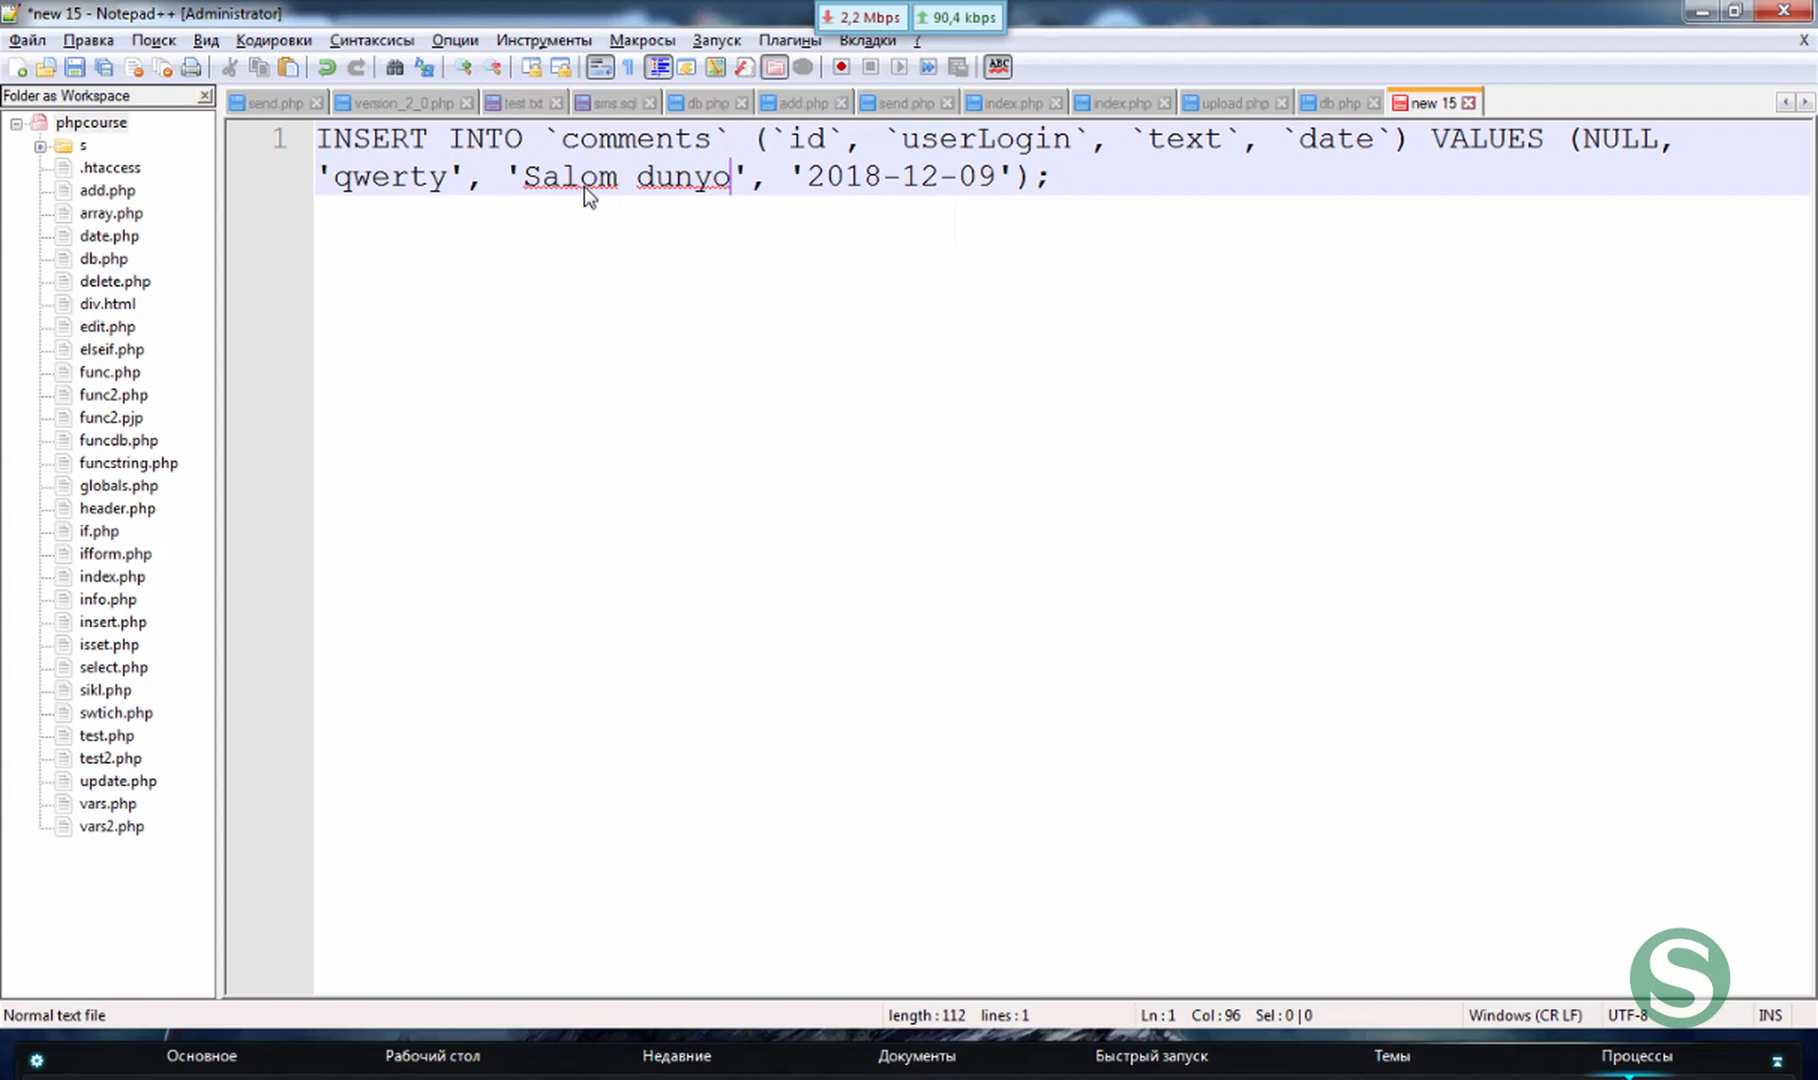 *new 15 - Notepad++ [Administrator]
2,2 Mbps 90,4 kbps
Файл Правка Поиск Вид Кодировки Синтаксисы Опции Инструменты Макросы Запуск Плагины Вкладки ? X
ABC
Folder as Workspace
send.php version_2_0.php test.txt sms.sql db.php add.php send.php index.php index.php upload.php db.php new 15
phpcourse
s
.htaccess
add.php
array.php
date.php
db.php
delete.php
div.html
edit.php
elseif.php
func.php
func2.php
func2.pjp
funcdb.php
funcstring.php
globals.php
header.php
if.php
ifform.php
index.php
info.php
insert.php
isset.php
select.php
sikl.php
swtich.php
test.php
test2.php
update.php
vars.php
vars2.php
1 INSERT INTO `comments` (`id`, `userLogin`, `text`, `date`) VALUES (NULL,
'qwerty', 'Salom dunyo', '2018-12-09');
S
Normal text file length : 112 lines : 1 Ln : 1 Col : 96 Sel : 0 | 0 Windows (CR LF) UTF-8 INS
Основное Рабочий стол Недавние Документы Быстрый запуск Темы Процессы